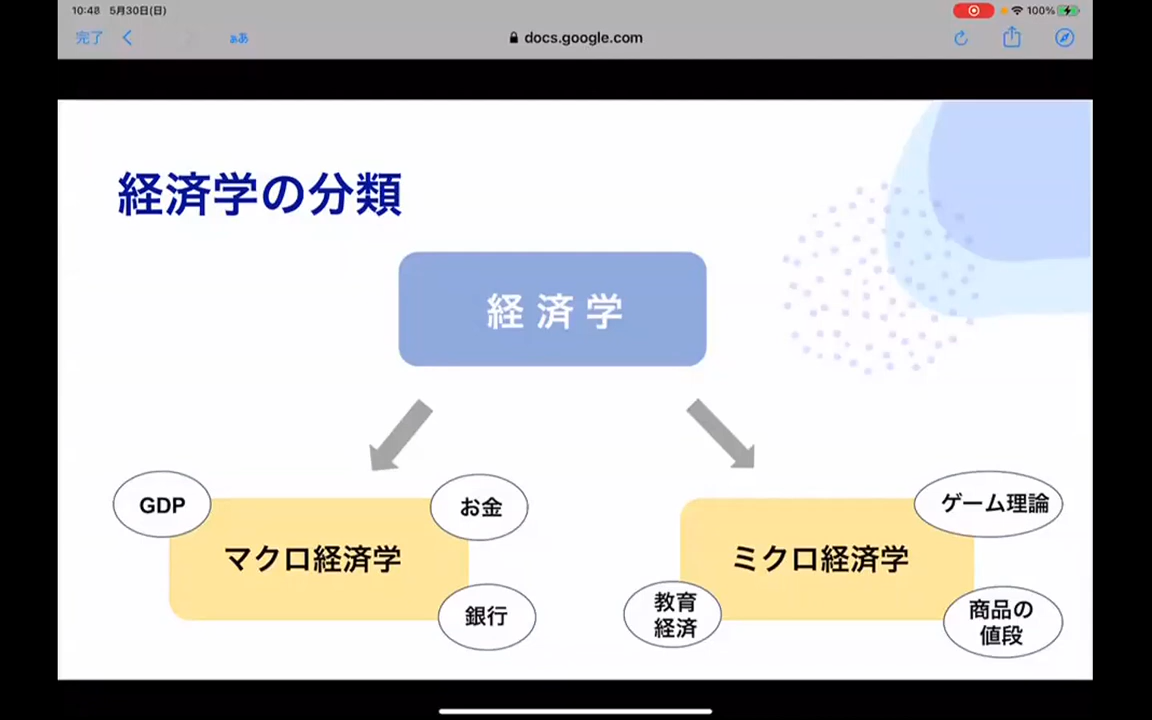 10:48 5月30日(日)
100%
完了
ぁあ
docs.google.com
経済学の分類
経済学
GDP
お金
マクロ経済学
銀行
ゲーム理論
ミクロ経済学
教育
経済
商品の
値段